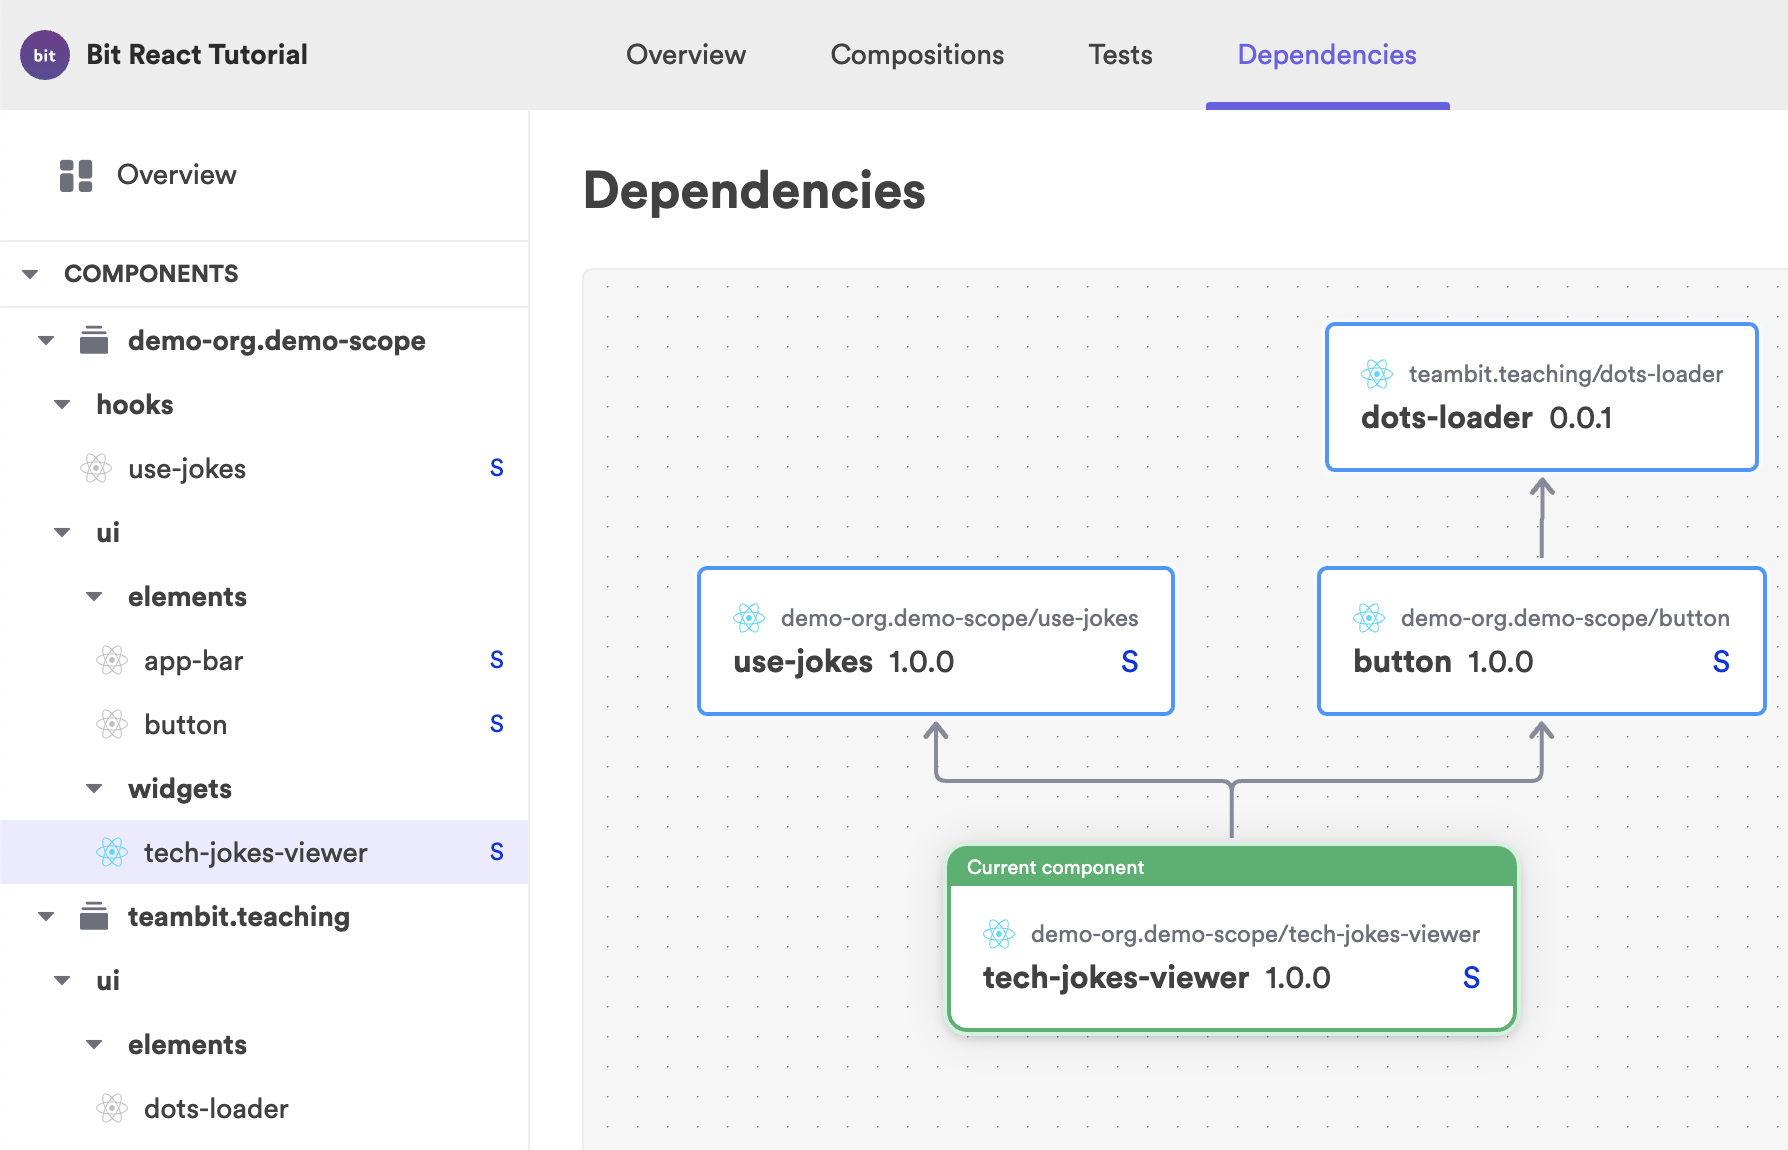 bit Bit React Tutorial
Overview Compositions Tests Dependencies
Overview
COMPONENTS
demo-org.demo-scope
hooks
use-jokes S
ui
elements
app-bar S
button S
widgets
tech-jokes-viewer S
teambit.teaching
ui
elements
dots-loader
Dependencies
teambit.teaching/dots-loader
dots-loader 0.0.1
demo-org.demo-scope/use-jokes
use-jokes 1.0.0 S
demo-org.demo-scope/button
button 1.0.0 S
Current component
demo-org.demo-scope/tech-jokes-viewer
tech-jokes-viewer 1.0.0 S